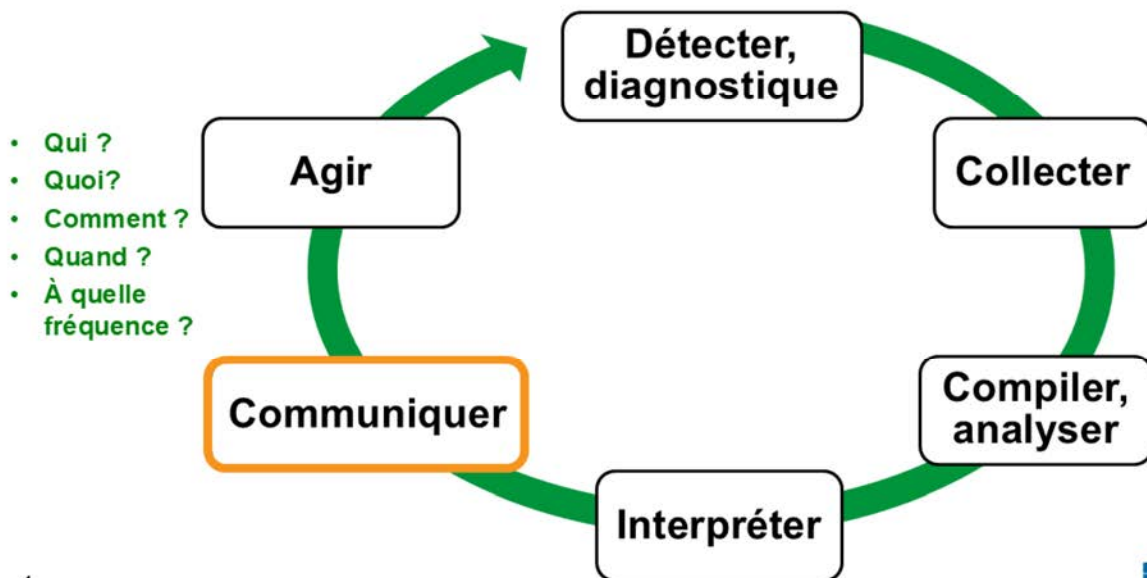 Détecter,
diagnostique
Collecter
Compiler,
analyser
Interpréter
Communiquer
Agir
• Qui ?
• Quoi?
• Comment ?
• Quand ?
• À quelle
fréquence ?